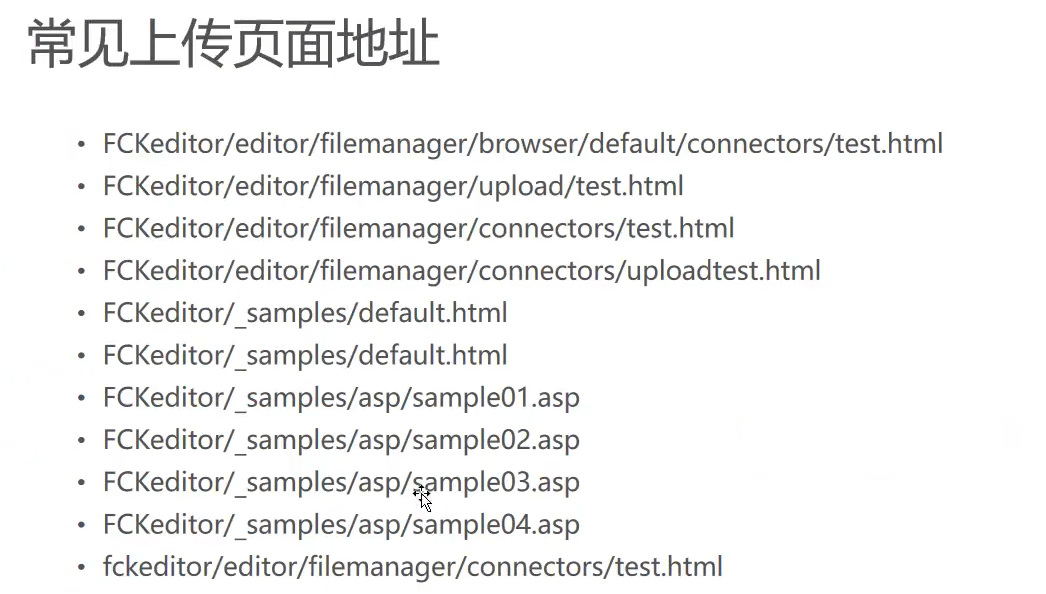 常见上传页面地址
• FCKeditor/editor/filemanager/browser/default/connectors/test.html
• FCKeditor/editor/filemanager/upload/test.html
• FCKeditor/editor/filemanager/connectors/test.html
• FCKeditor/editor/filemanager/connectors/uploadtest.html
• FCKeditor/_samples/default.html
• FCKeditor/_samples/default.html
• FCKeditor/_samples/asp/sample01.asp
• FCKeditor/_samples/asp/sample02.asp
• FCKeditor/_samples/asp/sample03.asp
• FCKeditor/_samples/asp/sample04.asp
• fckeditor/editor/filemanager/connectors/test.html